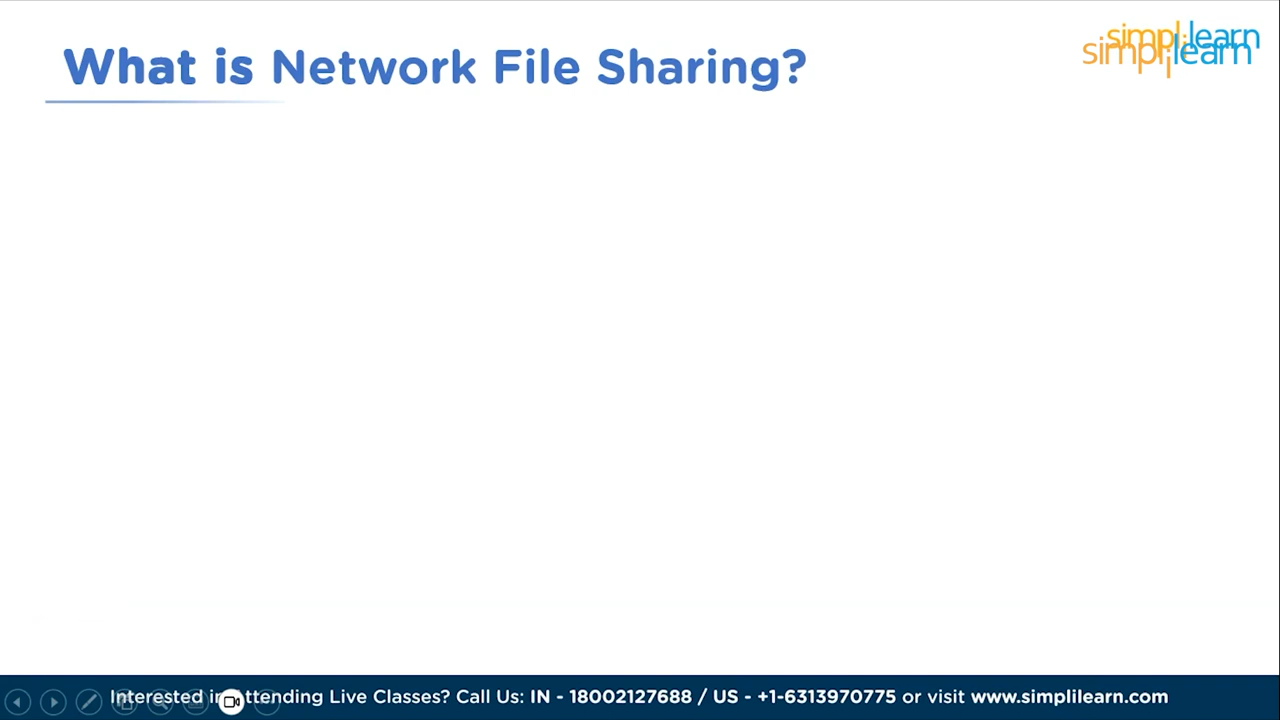 What is Network File Sharing?
simplilearn
simplilearn
Interested in attending Live Classes? Call Us: IN - 18002127688 / US - +1-6313970775 or visit www.simplilearn.com